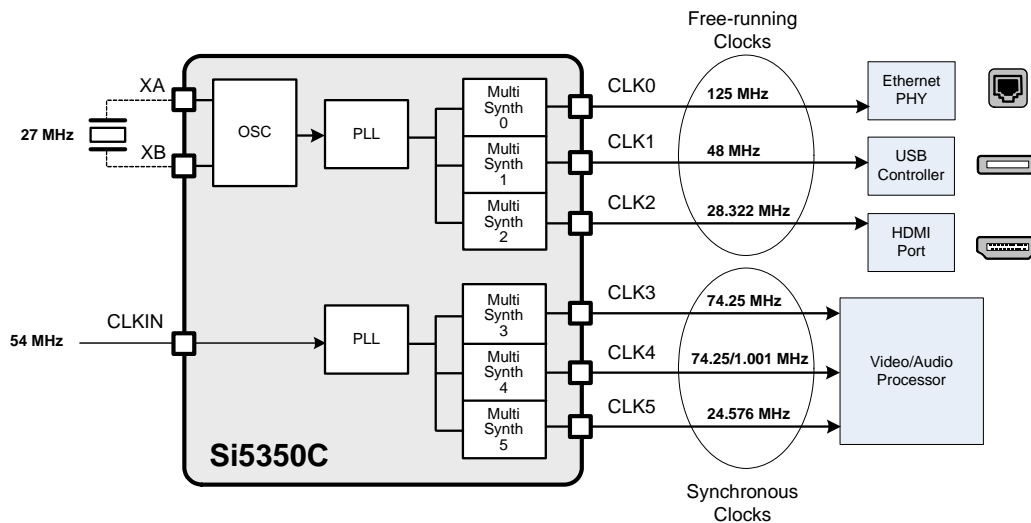 Free-running
Clocks
XA
27 MHz
XB
OSC
PLL
Multi
Synth
0
Multi
Synth
1
Multi
Synth
2
CLK0
125 MHz
Ethernet
PHY
CLK1
48 MHz
USB
Controller
CLK2
28.322 MHz
HDMI
Port
CLKIN
54 MHz
PLL
Multi
Synth
3
Multi
Synth
4
Multi
Synth
5
CLK3
74.25 MHz
CLK4
74.25/1.001 MHz
CLK5
24.576 MHz
Video/Audio
Processor
Si5350C
Synchronous
Clocks